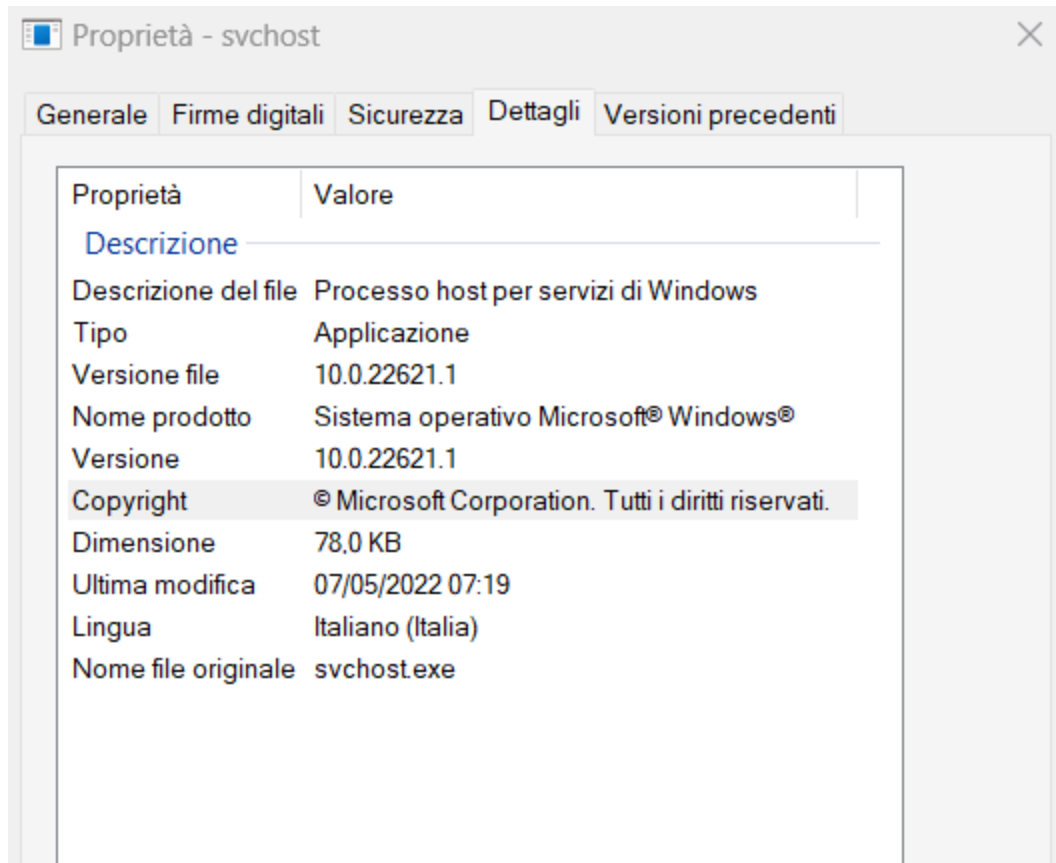 Proprietà - svchost
Generale Firme digitali Sicurezza Dettagli Versioni precedenti
Proprietà Valore
Descrizione
Descrizione del file Processo host per servizi di Windows
Tipo Applicazione
Versione file 10.0.22621.1
Nome prodotto Sistema operativo Microsoft® Windows®
Versione 10.0.22621.1
Copyright © Microsoft Corporation. Tutti i diritti riservati.
Dimensione 78,0 KB
Ultima modifica 07/05/2022 07:19
Lingua Italiano (Italia)
Nome file originale svchost.exe